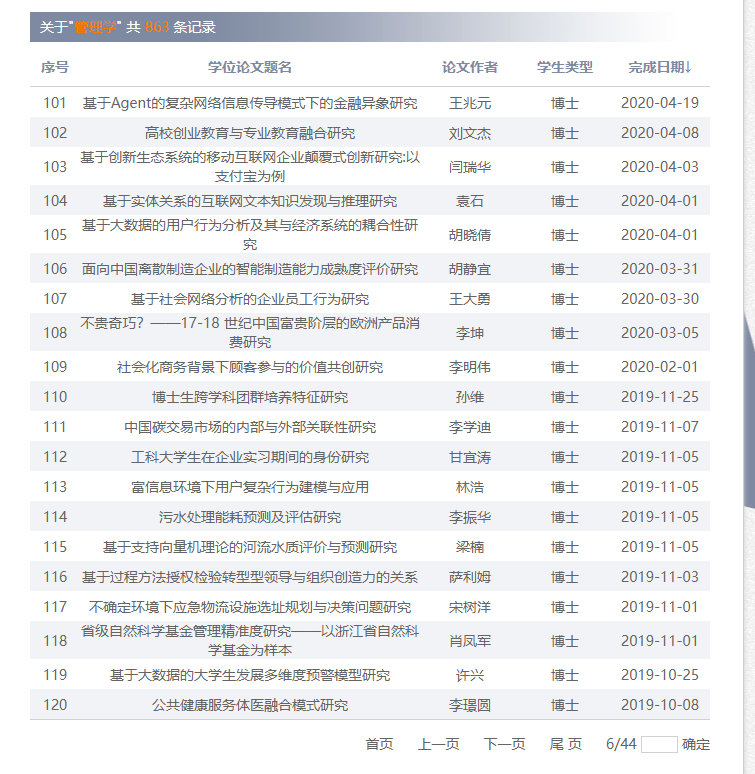 关于"管理学" 共 863 条记录
序号 学位论文题名 论文作者 学生类型 完成日期↓
101 基于Agent的复杂网络信息传导模式下的金融异象研究 王兆元 博士 2020-04-19
102 高校创业教育与专业教育融合研究 刘文杰 博士 2020-04-08
103 基于创新生态系统的移动互联网企业颠覆式创新研究:以
支付宝为例 闫瑞华 博士 2020-04-03
104 基于实体关系的互联网文本知识发现与推理研究 袁石 博士 2020-04-01
105 基于大数据的用户行为分析及其与经济系统的耦合性研
究 胡晓倩 博士 2020-04-01
106 面向中国离散制造企业的智能制造能力成熟度评价研究 胡静宜 博士 2020-03-31
107 基于社会网络分析的企业员工行为研究 王大勇 博士 2020-03-30
108 不贵奇巧？——17-18 世纪中国富贵阶层的欧洲产品消
费研究 李坤 博士 2020-03-05
109 社会化商务背景下顾客参与的价值共创研究 李明伟 博士 2020-02-01
110 博士生跨学科团群培养特征研究 孙维 博士 2019-11-25
111 中国碳交易市场的内部与外部关联性研究 李学迪 博士 2019-11-07
112 工科大学生在企业实习期间的身份研究 甘宜涛 博士 2019-11-05
113 富信息环境下用户复杂行为建模与应用 林浩 博士 2019-11-05
114 污水处理能耗预测及评估研究 李振华 博士 2019-11-05
115 基于支持向量机理论的河流水质评价与预测研究 梁楠 博士 2019-11-05
116 基于过程方法授权检验转型型领导与组织创造力的关系 萨利姆 博士 2019-11-03
117 不确定环境下应急物流设施选址规划与决策问题研究 宋树洋 博士 2019-11-01
118 省级自然科学基金管理精准度研究——以浙江省自然科
学基金为样本 肖凤军 博士 2019-11-01
119 基于大数据的大学生发展多维度预警模型研究 许兴 博士 2019-10-25
120 公共健康服务体医融合模式研究 李璟圆 博士 2019-10-08
首页 上一页 下一页 尾 页 6/44 确定